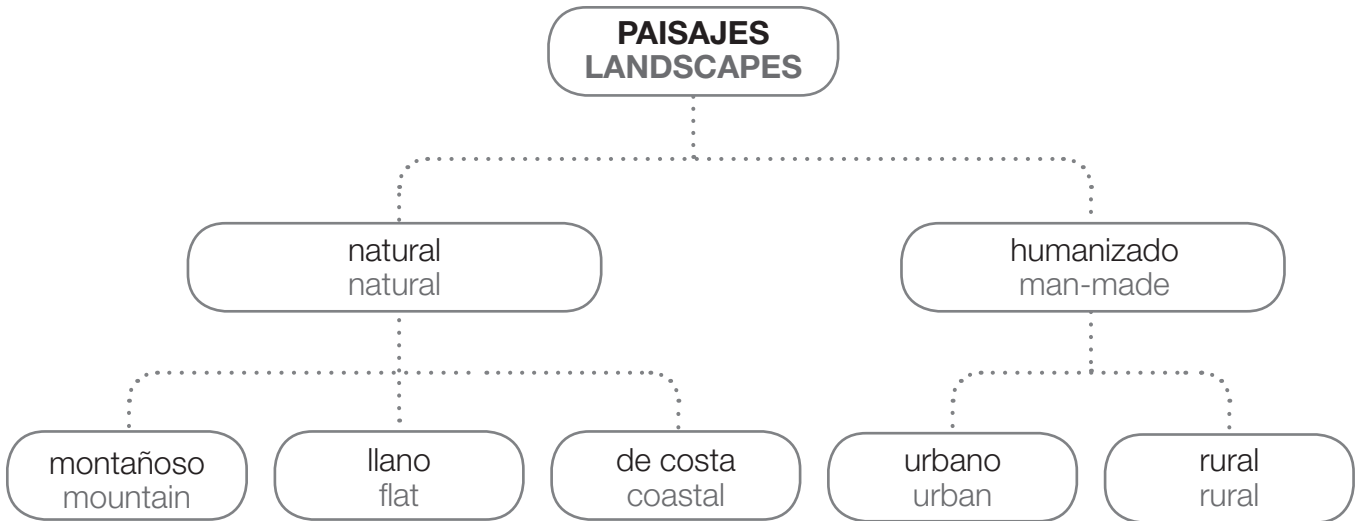 PAISAJES
LANDSCAPES
natural
natural
humanizado
man-made
montañoso
mountain
llano
flat
de costa
coastal
urbano
urban
rural
rural